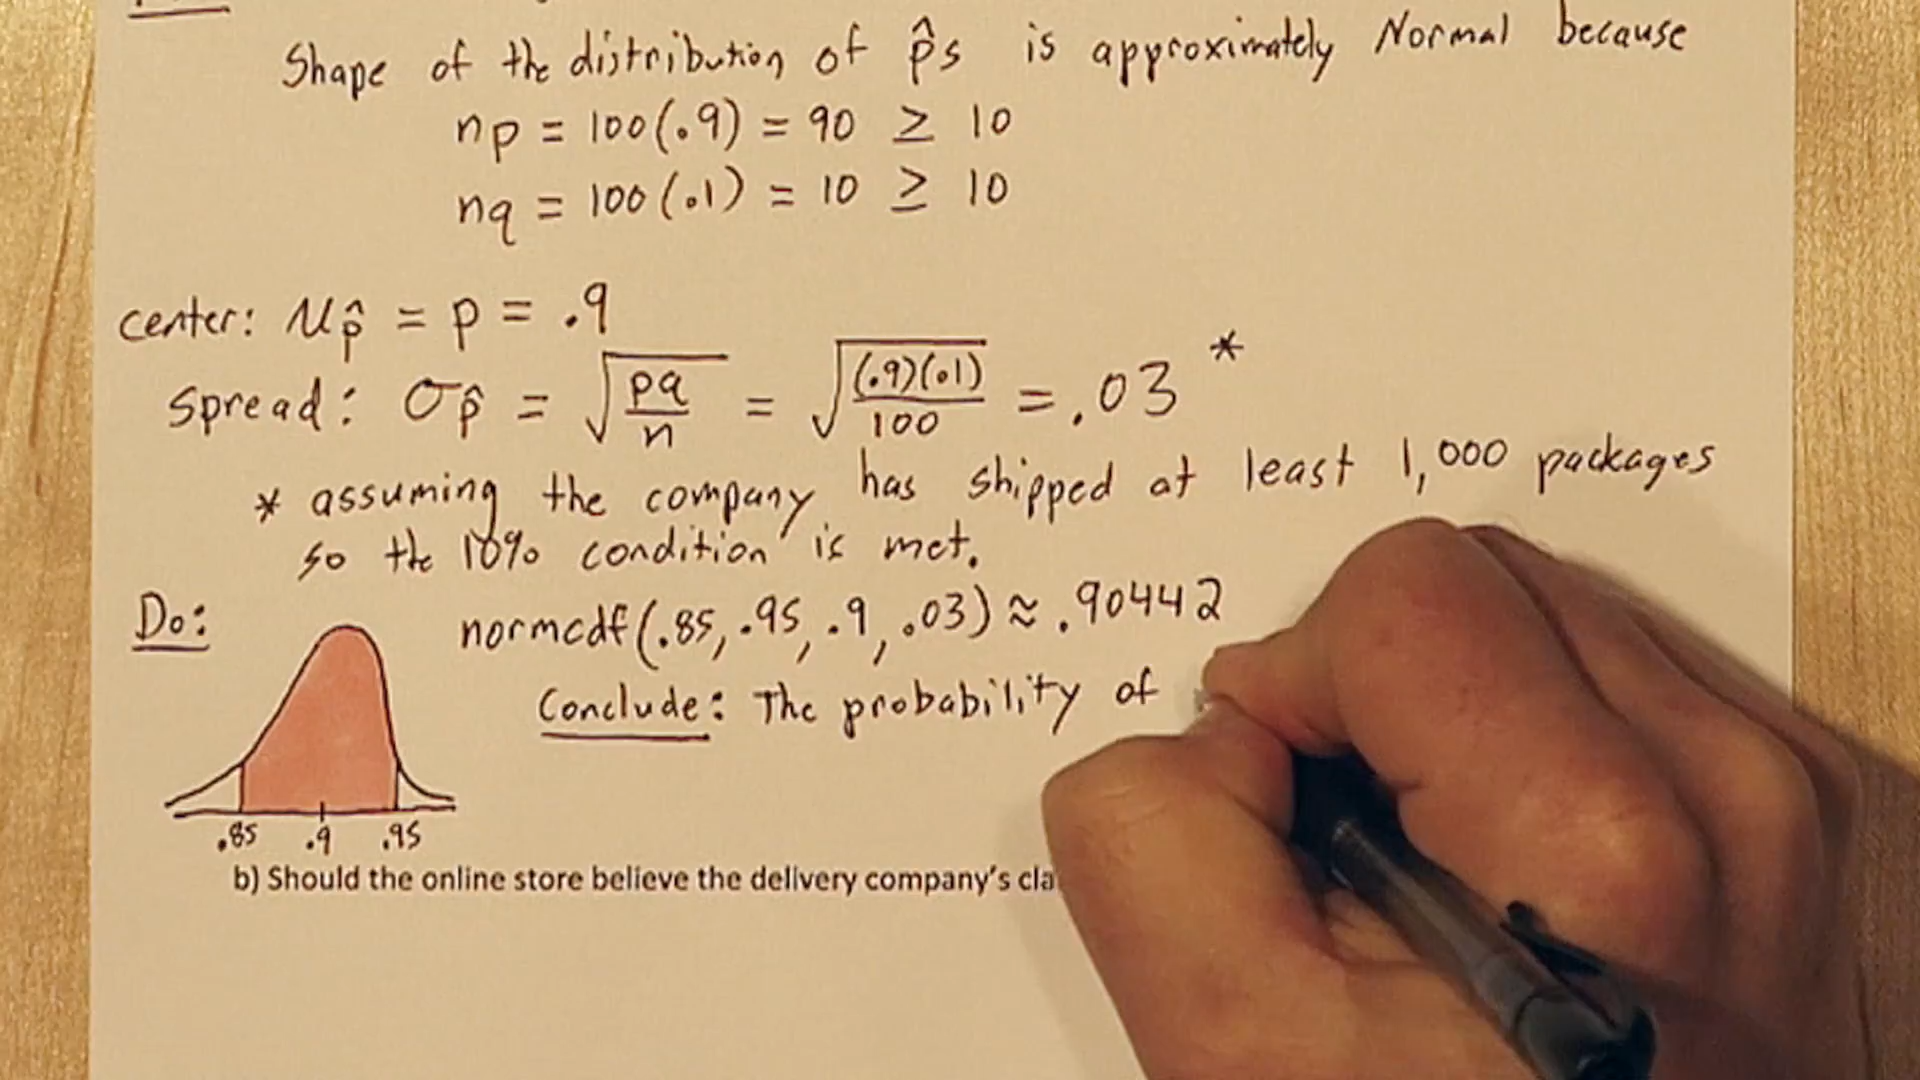 Shape of the distribution of p̂s is approximately Normal because
np = 100(.9) = 90 ≥ 10
nq = 100(.1) = 10 ≥ 10
center: μp̂ = p = .9
Spread: σp̂ = √(pq/n) = √((.9)(.1)/100) = .03 *
* assuming the company has shipped at least 1,000 packages
so the 10% condition is met.
Do:
normcdf(.85, .95, .9, .03) ≈ .90442
Conclude: The probability of
.85 .9 .95
b) Should the online store believe the delivery company's